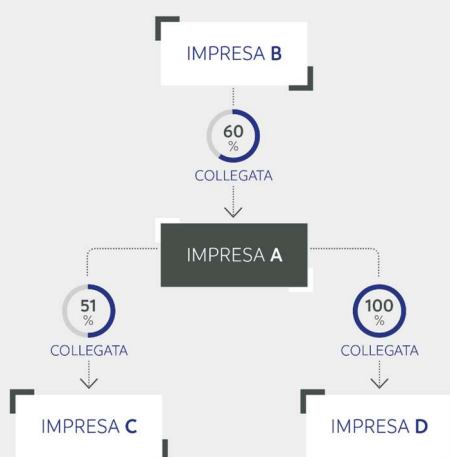 IMPRESA B
60
%
COLLEGATA
IMPRESA A
51
%
COLLEGATA
100
%
COLLEGATA
IMPRESA C
IMPRESA D